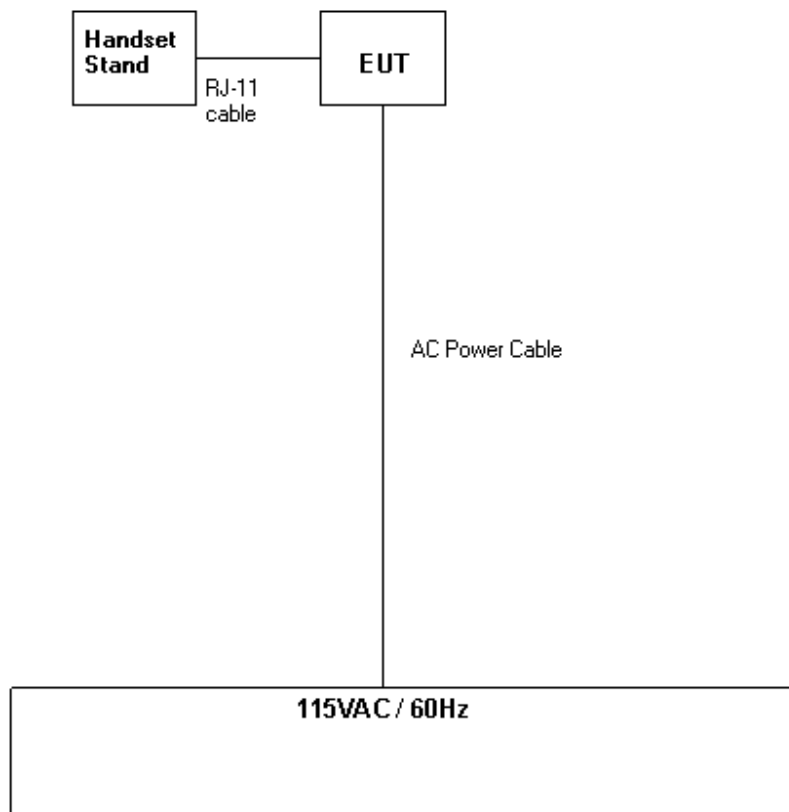 Handset
Stand
EUT
RJ-11
cable
AC Power Cable
115VAC / 60Hz